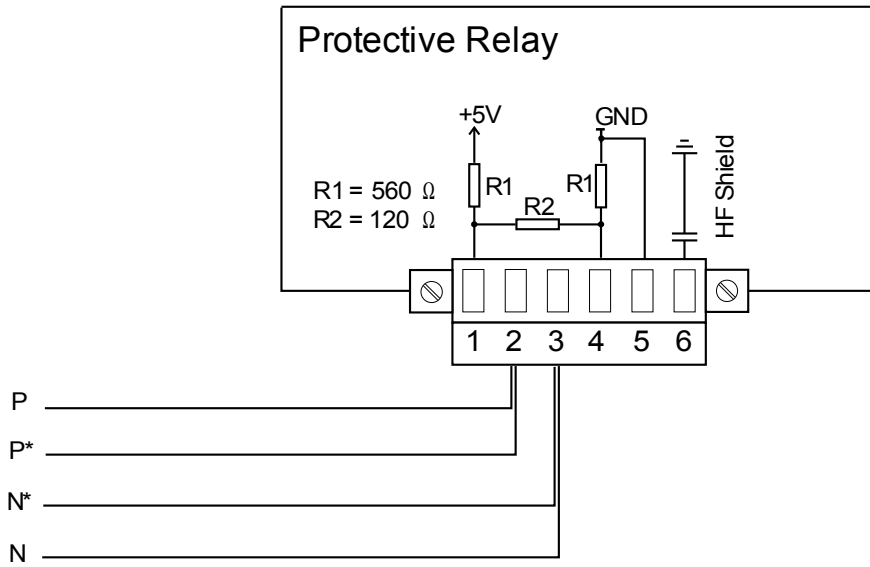 Protective Relay
+5V
GND
R1 = 560 Ω
R2 = 120 Ω
R1
R2
R1
HF Shield
1 2 3 4 5 6
P
P*
N*
N